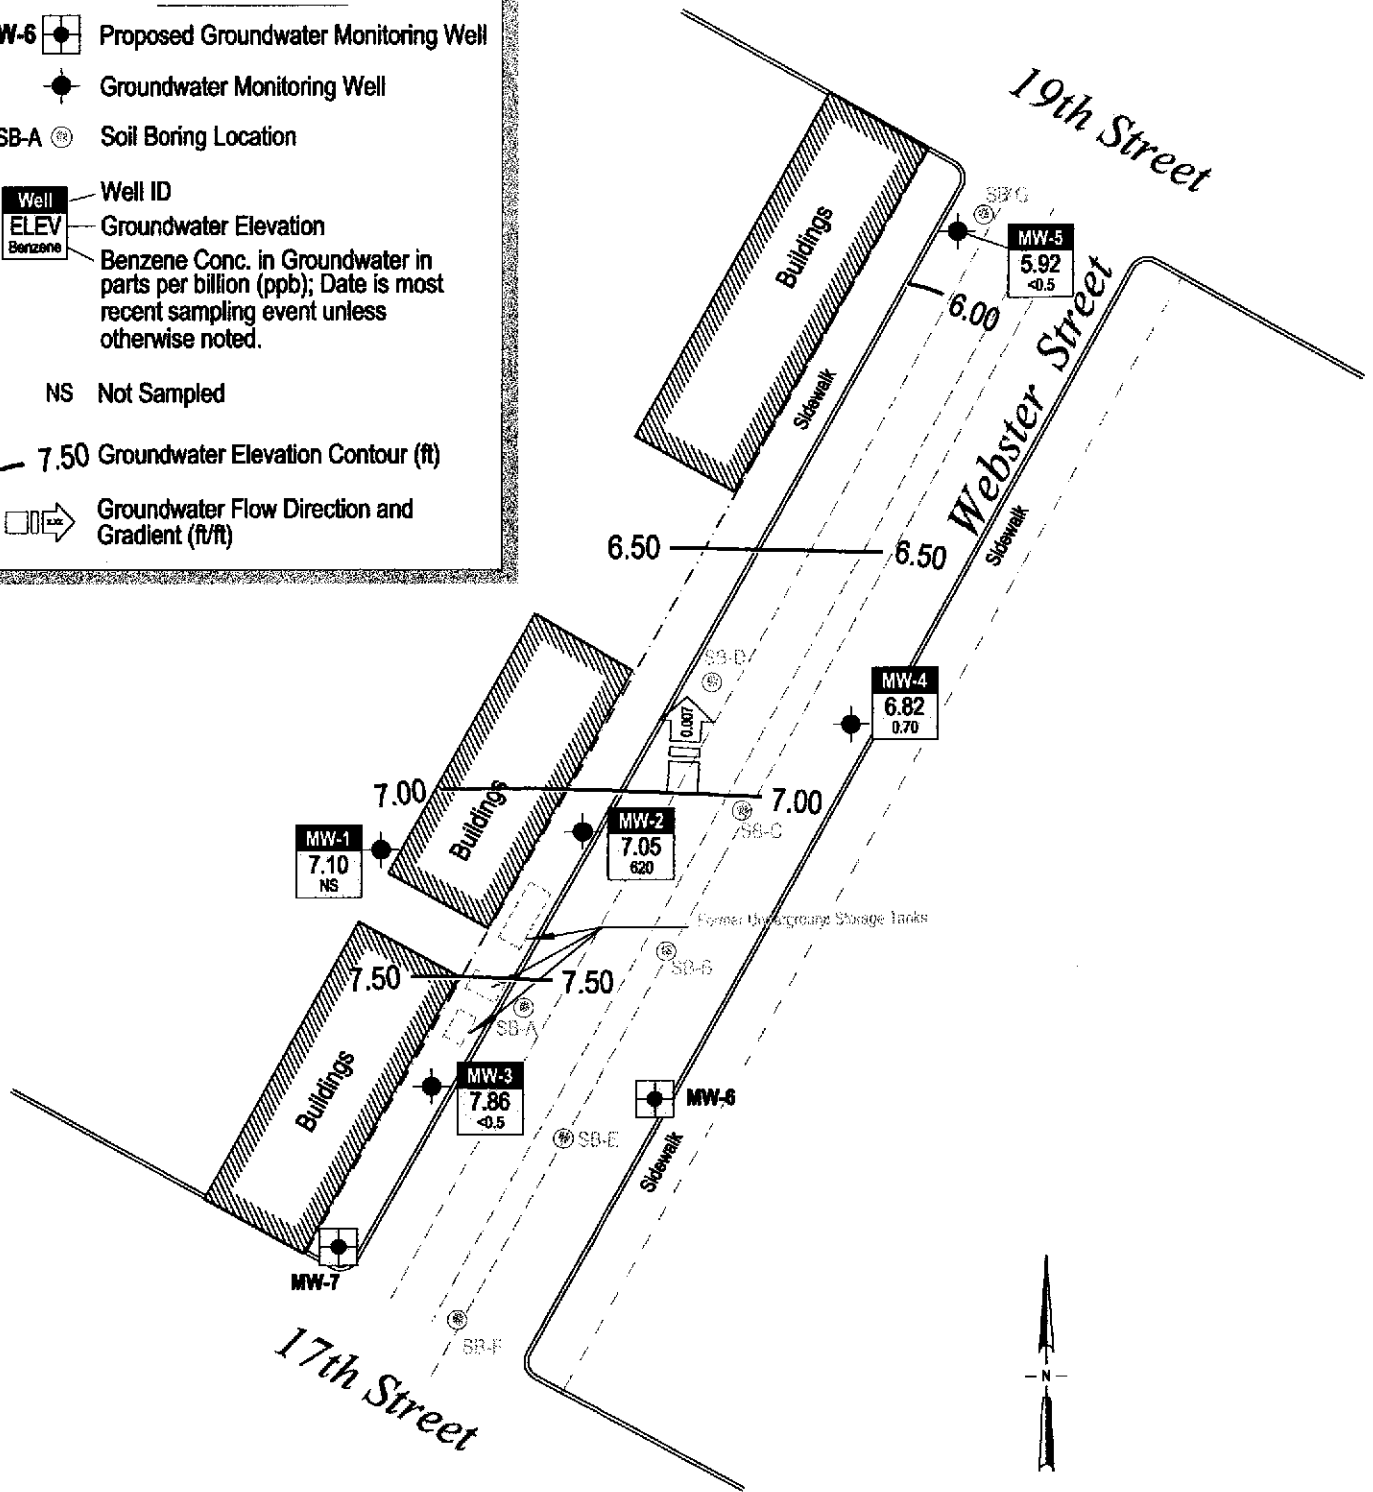 W-6 Proposed Groundwater Monitoring Well
Groundwater Monitoring Well
SB-A Soil Boring Location
Well
ELEV
Benzene
Well ID
Groundwater Elevation
Benzene Conc. in Groundwater in
parts per billion (ppb); Date is most
recent sampling event unless
otherwise noted.
NS Not Sampled
7.50 Groundwater Elevation Contour (ft)
Groundwater Flow Direction and
Gradient (ft/ft)
19th Street
SB-G
MW-5
5.92
<0.5
6.00
Buildings
Sidewalk
Webster Street
Sidewalk
6.50
6.50
SB-D
MW-4
6.82
0.70
0.007
7.00
7.00
Buildings
SB-C
MW-1
7.10
NS
MW-2
7.05
620
Former Underground Storage Tanks
SB-B
7.50
7.50
SB-A
Buildings
MW-3
7.86
<0.5
MW-6
SB-E
Sidewalk
MW-7
SB-F
17th Street
N